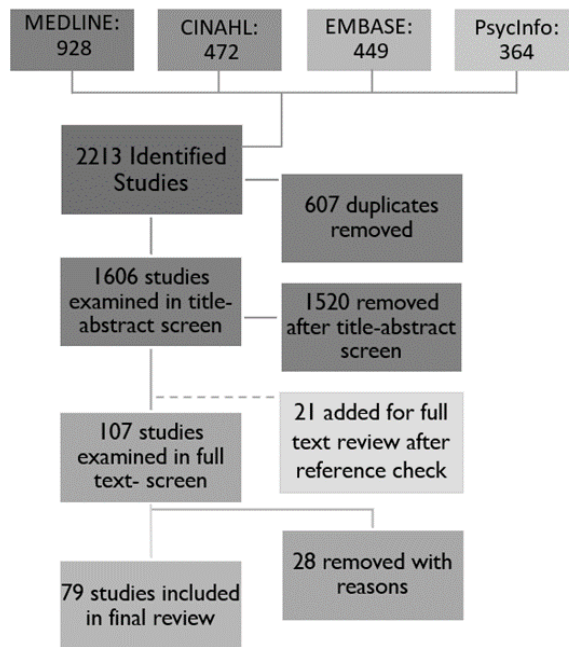 MEDLINE:
928
CINAHL:
472
EMBASE:
449
PsycInfo:
364
2213 Identified
Studies
607 duplicates
removed
1606 studies
examined in title-
abstract screen
1520 removed
after title-abstract
screen
21 added for full
text review after
reference check
107 studies
examined in full
text- screen
28 removed with
reasons
79 studies included
in final review